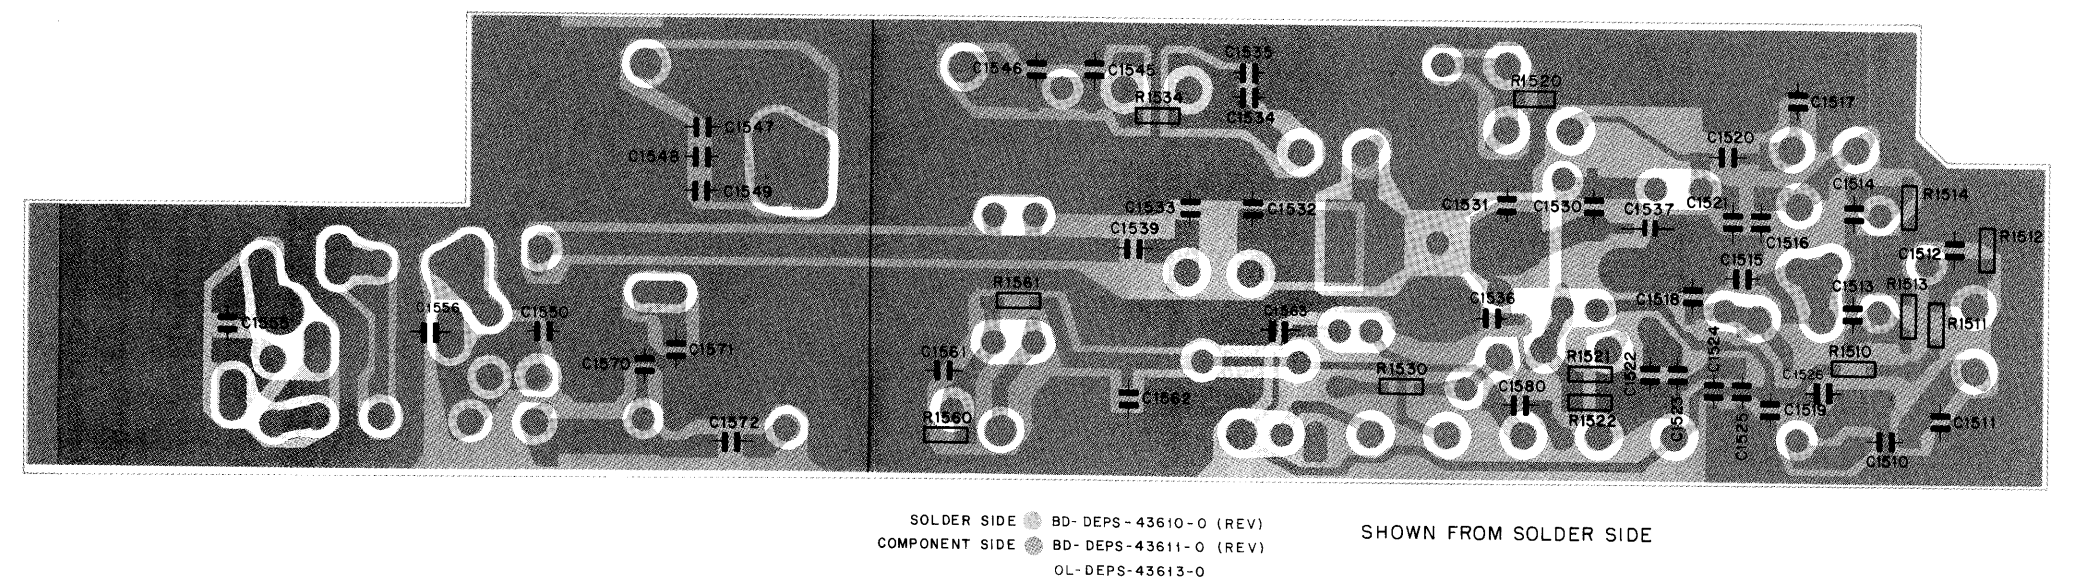 C1535
C1546
C1545
R1534
C1534
R1520
C1517
C1547
C1548
C1549
C1520
C1514
R1514
C1533
C1532
C1539
C1531
C1530
C1537
C1521
C1516
C1512
R1512
C1515
C1513
R1513
R1511
C1518
R1561
C1536
C1563
C1555
C1556
C1550
C1570
C1571
C1572
C1561
R1560
C1562
R1530
C1580
R1521
R1522
C1522
C1523
C1524
C1525
C1519
C1526
R1510
C1511
C1510
SOLDER SIDE BD-DEPS-43610-0 (REV)
COMPONENT SIDE BD-DEPS-43611-0 (REV)
OL-DEPS-43613-0
SHOWN FROM SOLDER SIDE